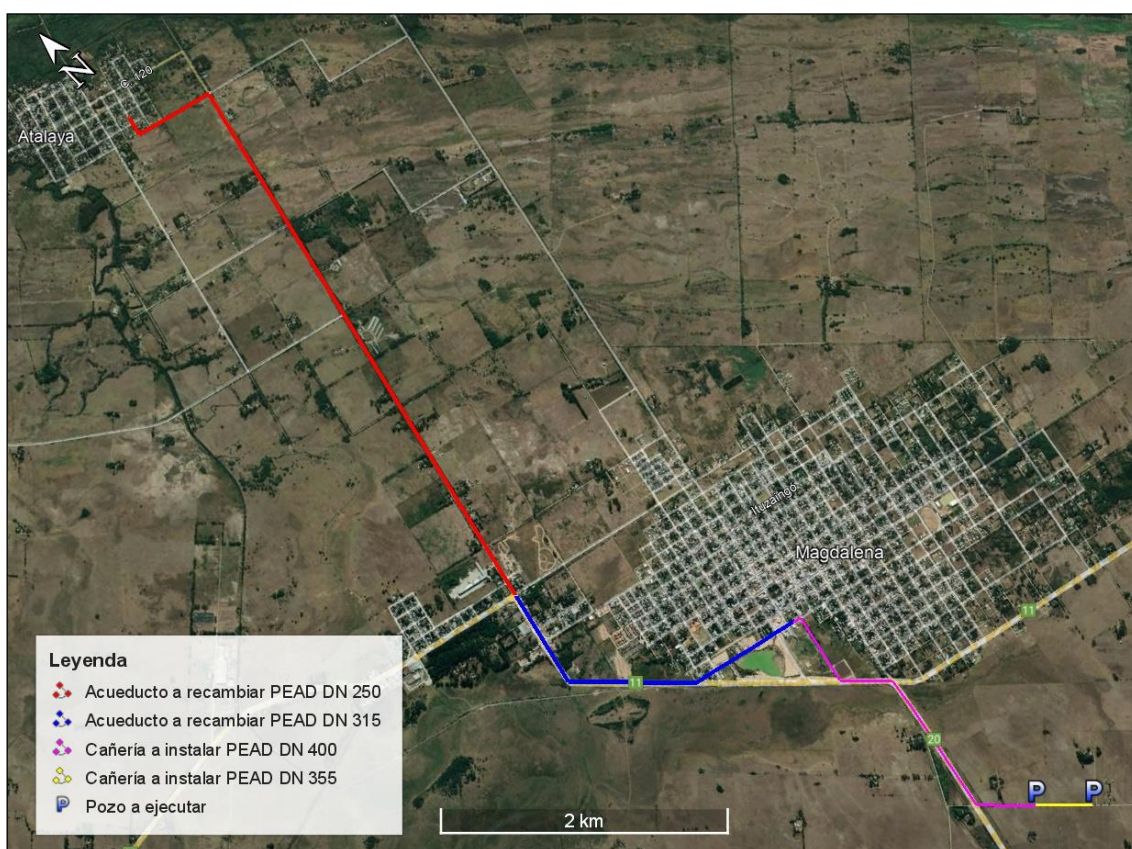 N
C. 120
Atalaya
Ituzaingó
Magdalena
11
11
20
P P
Leyenda
Acueducto a recambiar PEAD DN 250
Acueducto a recambiar PEAD DN 315
Cañería a instalar PEAD DN 400
Cañería a instalar PEAD DN 355
P Pozo a ejecutar
2 km